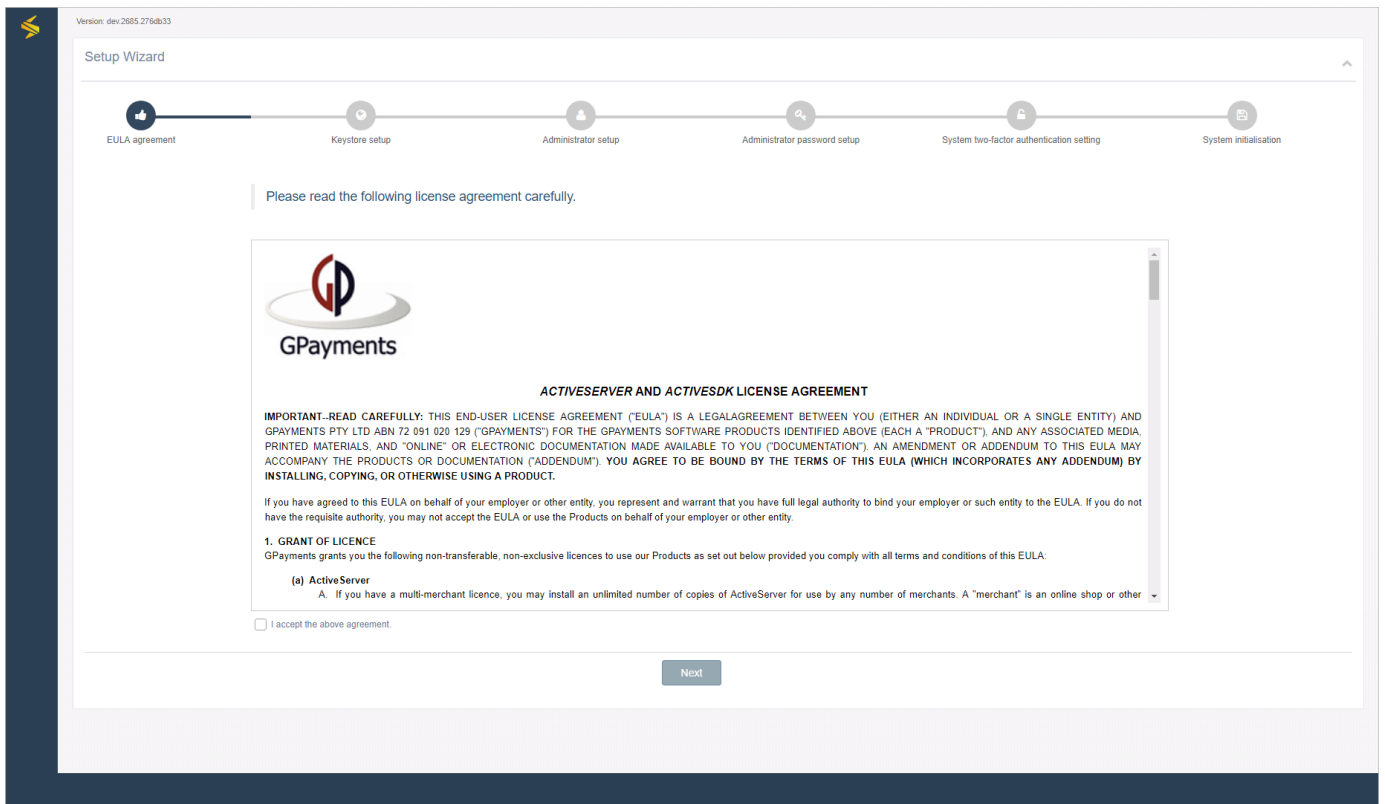 Version: dev.2685.276db33
Setup Wizard
EULA agreement
Keystore setup
Administrator setup
Administrator password setup
System two-factor authentication setting
System initialisation
Please read the following license agreement carefully.
GP
GPayments
ACTIVESERVER AND ACTIVESDK LICENSE AGREEMENT
IMPORTANT--READ CAREFULLY: THIS END-USER LICENSE AGREEMENT ("EULA") IS A LEGALAGREEMENT BETWEEN YOU (EITHER AN INDIVIDUAL OR A SINGLE ENTITY) AND
GPAYMENTS PTY LTD ABN 72 091 020 129 ("GPAYMENTS") FOR THE GPAYMENTS SOFTWARE PRODUCTS IDENTIFIED ABOVE (EACH A "PRODUCT"), AND ANY ASSOCIATED MEDIA,
PRINTED MATERIALS, AND "ONLINE" OR ELECTRONIC DOCUMENTATION MADE AVAILABLE TO YOU ("DOCUMENTATION"). AN AMENDMENT OR ADDENDUM TO THIS EULA MAY
ACCOMPANY THE PRODUCTS OR DOCUMENTATION ("ADDENDUM"). YOU AGREE TO BE BOUND BY THE TERMS OF THIS EULA (WHICH INCORPORATES ANY ADDENDUM) BY
INSTALLING, COPYING, OR OTHERWISE USING A PRODUCT.
If you have agreed to this EULA on behalf of your employer or other entity, you represent and warrant that you have full legal authority to bind your employer or such entity to the EULA. If you do not
have the requisite authority, you may not accept the EULA or use the Products on behalf of your employer or other entity.
1. GRANT OF LICENCE
GPayments grants you the following non-transferable, non-exclusive licences to use our Products as set out below provided you comply with all terms and conditions of this EULA:
(a) ActiveServer
A. If you have a multi-merchant licence, you may install an unlimited number of copies of ActiveServer for use by any number of merchants. A "merchant" is an online shop or other
I accept the above agreement.
Next